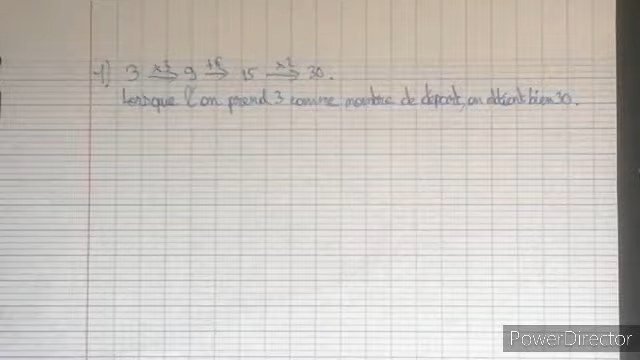 1) 3 ×3→ 9 +6→ 15 ×2→ 30.
Lorsque l'on prend 3 comme nombre de départ, on obtient bien 30.
PowerDirector